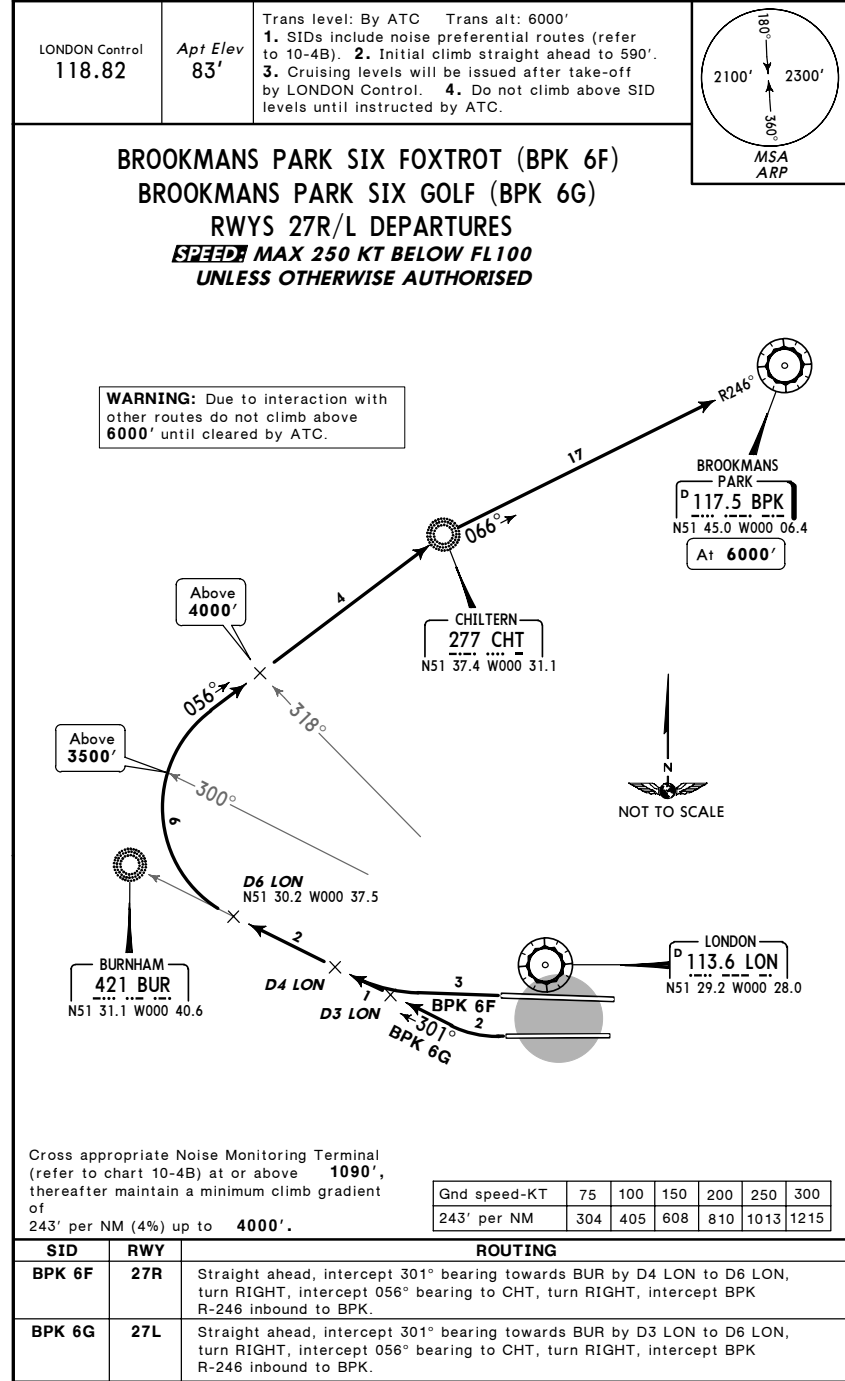 LONDON Control
118.82
Apt Elev
83'
Trans level: By ATC Trans alt: 6000'
1. SIDs include noise preferential routes (refer
to 10-4B). 2. Initial climb straight ahead to 590'.
3. Cruising levels will be issued after take-off
by LONDON Control. 4. Do not climb above SID
levels until instructed by ATC.
180°
2100' 2300'
360°
MSA
ARP
BROOKMANS PARK SIX FOXTROT (BPK 6F)
BROOKMANS PARK SIX GOLF (BPK 6G)
RWYS 27R/L DEPARTURES
SPEED: MAX 250 KT BELOW FL100
UNLESS OTHERWISE AUTHORISED
WARNING: Due to interaction with
other routes do not climb above
6000' until cleared by ATC.
R246°
17
BROOKMANS
PARK
D 117.5 BPK
N51 45.0 W000 06.4
At 6000'
066°
4
CHILTERN
277 CHT
N51 37.4 W000 31.1
Above
4000'
056°
318°
Above
3500'
300°
9
N
NOT TO SCALE
D6 LON
N51 30.2 W000 37.5
2
BURNHAM
421 BUR
N51 31.1 W000 40.6
D4 LON
1
D3 LON
3
BPK 6F
301°
2
BPK 6G
LONDON
D 113.6 LON
N51 29.2 W000 28.0
Cross appropriate Noise Monitoring Terminal
(refer to chart 10-4B) at or above 1090',
thereafter maintain a minimum climb gradient
of
243' per NM (4%) up to 4000'.
Gnd speed-KT 75 100 150 200 250 300
243' per NM 304 405 608 810 1013 1215
SID RWY ROUTING
BPK 6F 27R Straight ahead, intercept 301° bearing towards BUR by D4 LON to D6 LON,
turn RIGHT, intercept 056° bearing to CHT, turn RIGHT, intercept BPK
R-246 inbound to BPK.
BPK 6G 27L Straight ahead, intercept 301° bearing towards BUR by D3 LON to D6 LON,
turn RIGHT, intercept 056° bearing to CHT, turn RIGHT, intercept BPK
R-246 inbound to BPK.